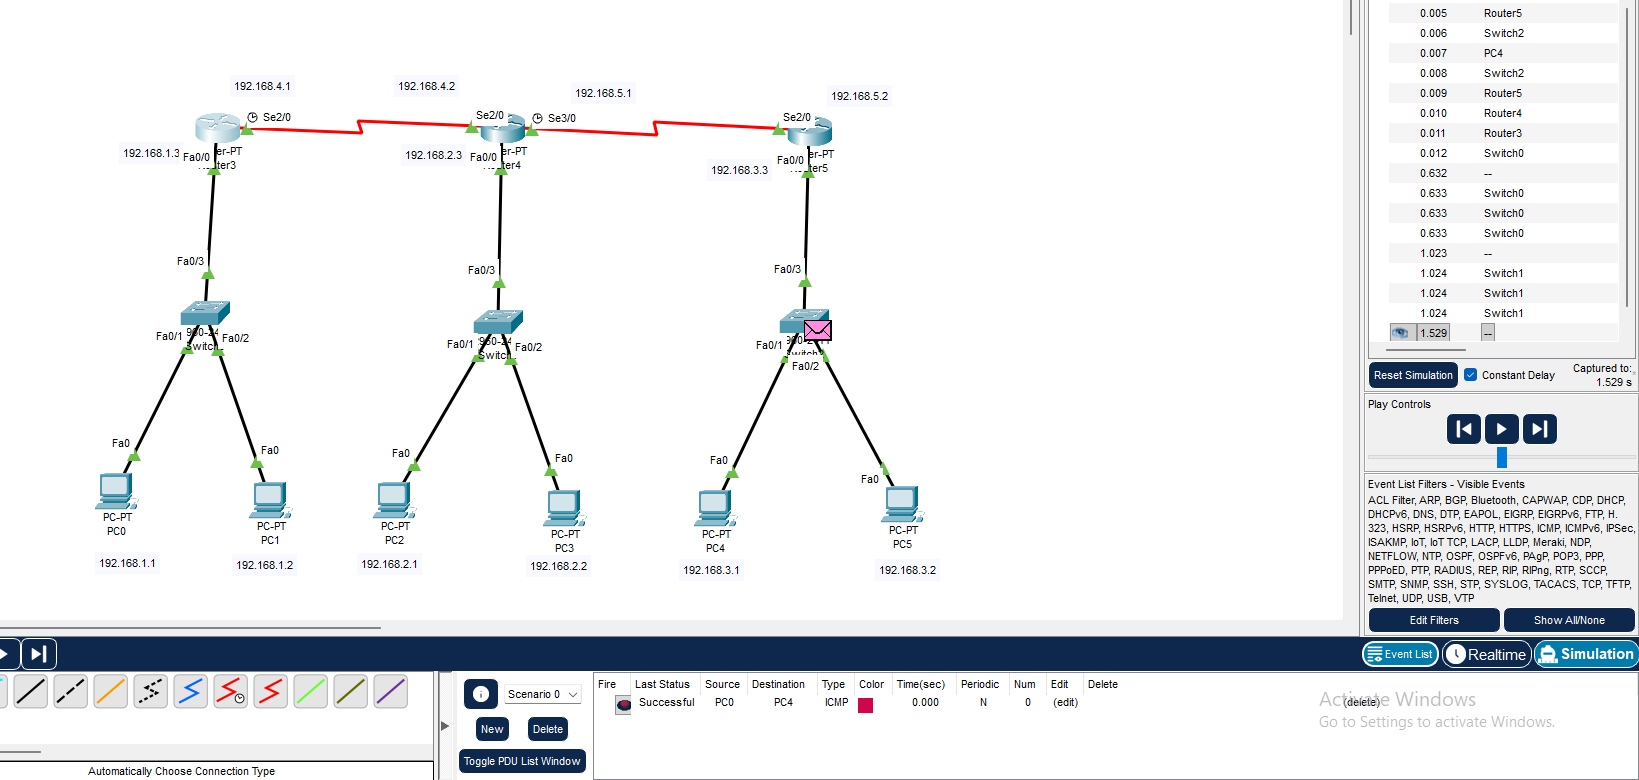 192.168.4.1
192.168.4.2
192.168.5.1
192.168.5.2
Se2/0
Se2/0
Se3/0
Se2/0
192.168.1.3
Fa0/0
er-PT
ter3
192.168.2.3
Fa0/0
er-PT
ter4
192.168.3.3
Fa0/0
er-PT
ter5
Fa0/3
Fa0/3
Fa0/3
Fa0/1
Switch
Fa0/2
Fa0/1
Switch
Fa0/2
Fa0/1
Fa0/2
Fa0
Fa0
Fa0
Fa0
Fa0
Fa0
PC-PT
PC0
PC-PT
PC1
PC-PT
PC2
PC-PT
PC3
PC-PT
PC4
PC-PT
PC5
192.168.1.1
192.168.1.2
192.168.2.1
192.168.2.2
192.168.3.1
192.168.3.2
0.005 Router5
0.006 Switch2
0.007 PC4
0.008 Switch2
0.009 Router5
0.010 Router4
0.011 Router3
0.012 Switch0
0.632 --
0.633 Switch0
0.633 Switch0
0.633 Switch0
1.023 --
1.024 Switch1
1.024 Switch1
1.024 Switch1
1.529 --
Reset Simulation
Constant Delay
Captured to:
1.529 s
Play Controls
Event List Filters - Visible Events
ACL Filter, ARP, BGP, Bluetooth, CAPWAP, CDP, DHCP,
DHCPv6, DNS, DTP, EAPOL, EIGRP, EIGRPv6, FTP, H.
323, HSRP, HSRPv6, HTTP, HTTPS, ICMP, ICMPv6, IPSec,
ISAKMP, IoT, IoT TCP, LACP, LLDP, Meraki, NDP,
NETFLOW, NTP, OSPF, OSPFv6, PAgP, POP3, PPP,
PPPoED, PTP, RADIUS, REP, RIP, RIPng, RTP, SCCP,
SMTP, SNMP, SSH, STP, SYSLOG, TACACS, TCP, TFTP,
Telnet, UDP, USB, VTP
Edit Filters
Show All/None
Event List
Realtime
Simulation
Scenario 0
New
Delete
Toggle PDU List Window
Automatically Choose Connection Type
Fire Last Status Source Destination Type Color Time(sec) Periodic Num Edit Delete
Successful PC0 PC4 ICMP 0.000 N 0 (edit) (delete)
Activate Windows
Go to Settings to activate Windows.